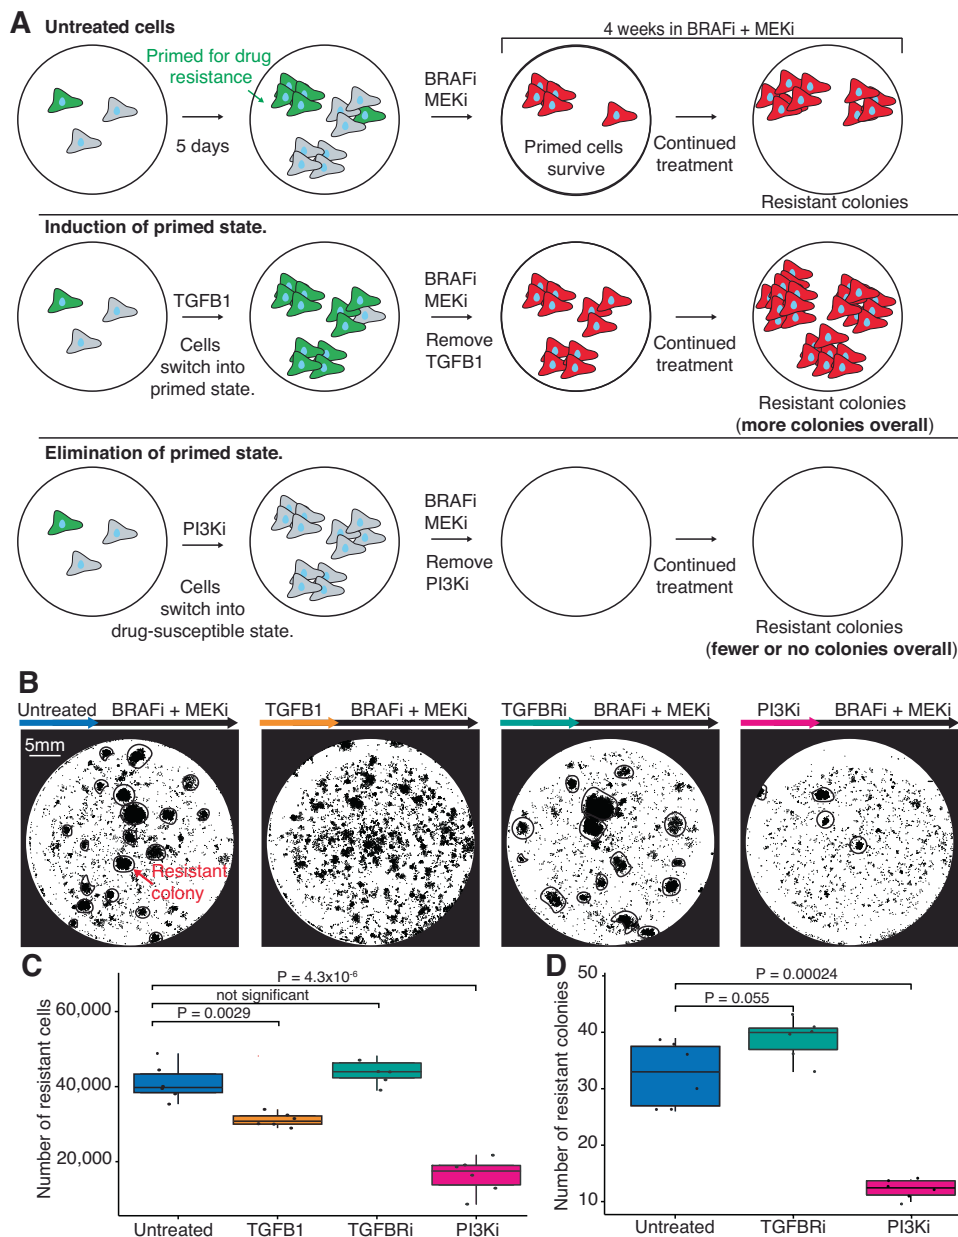 A
Untreated cells
4 weeks in BRAFi + MEKi
Primed for drug
resistance
5 days
BRAFi
MEKi
Primed cells
survive
Continued
treatment
Resistant colonies
Induction of primed state.
TGFB1
Cells
switch into
primed state.
BRAFi
MEKi
Remove
TGFB1
Continued
treatment
Resistant colonies
(more colonies overall)
Elimination of primed state.
PI3Ki
Cells
switch into
drug-susceptible state.
BRAFi
MEKi
Remove
PI3Ki
Continued
treatment
Resistant colonies
(fewer or no colonies overall)
B
Untreated BRAFi + MEKi
TGFB1 BRAFi + MEKi
TGFBRi BRAFi + MEKi
PI3Ki BRAFi + MEKi
5mm
Resistant
colony
C
Number of resistant cells
60,000
40,000
20,000
P = 4.3x10-6
not significant
P = 0.0029
Untreated TGFB1 TGFBRi PI3Ki
D
Number of resistant colonies
50
40
30
20
10
P = 0.00024
P = 0.055
Untreated TGFBRi PI3Ki